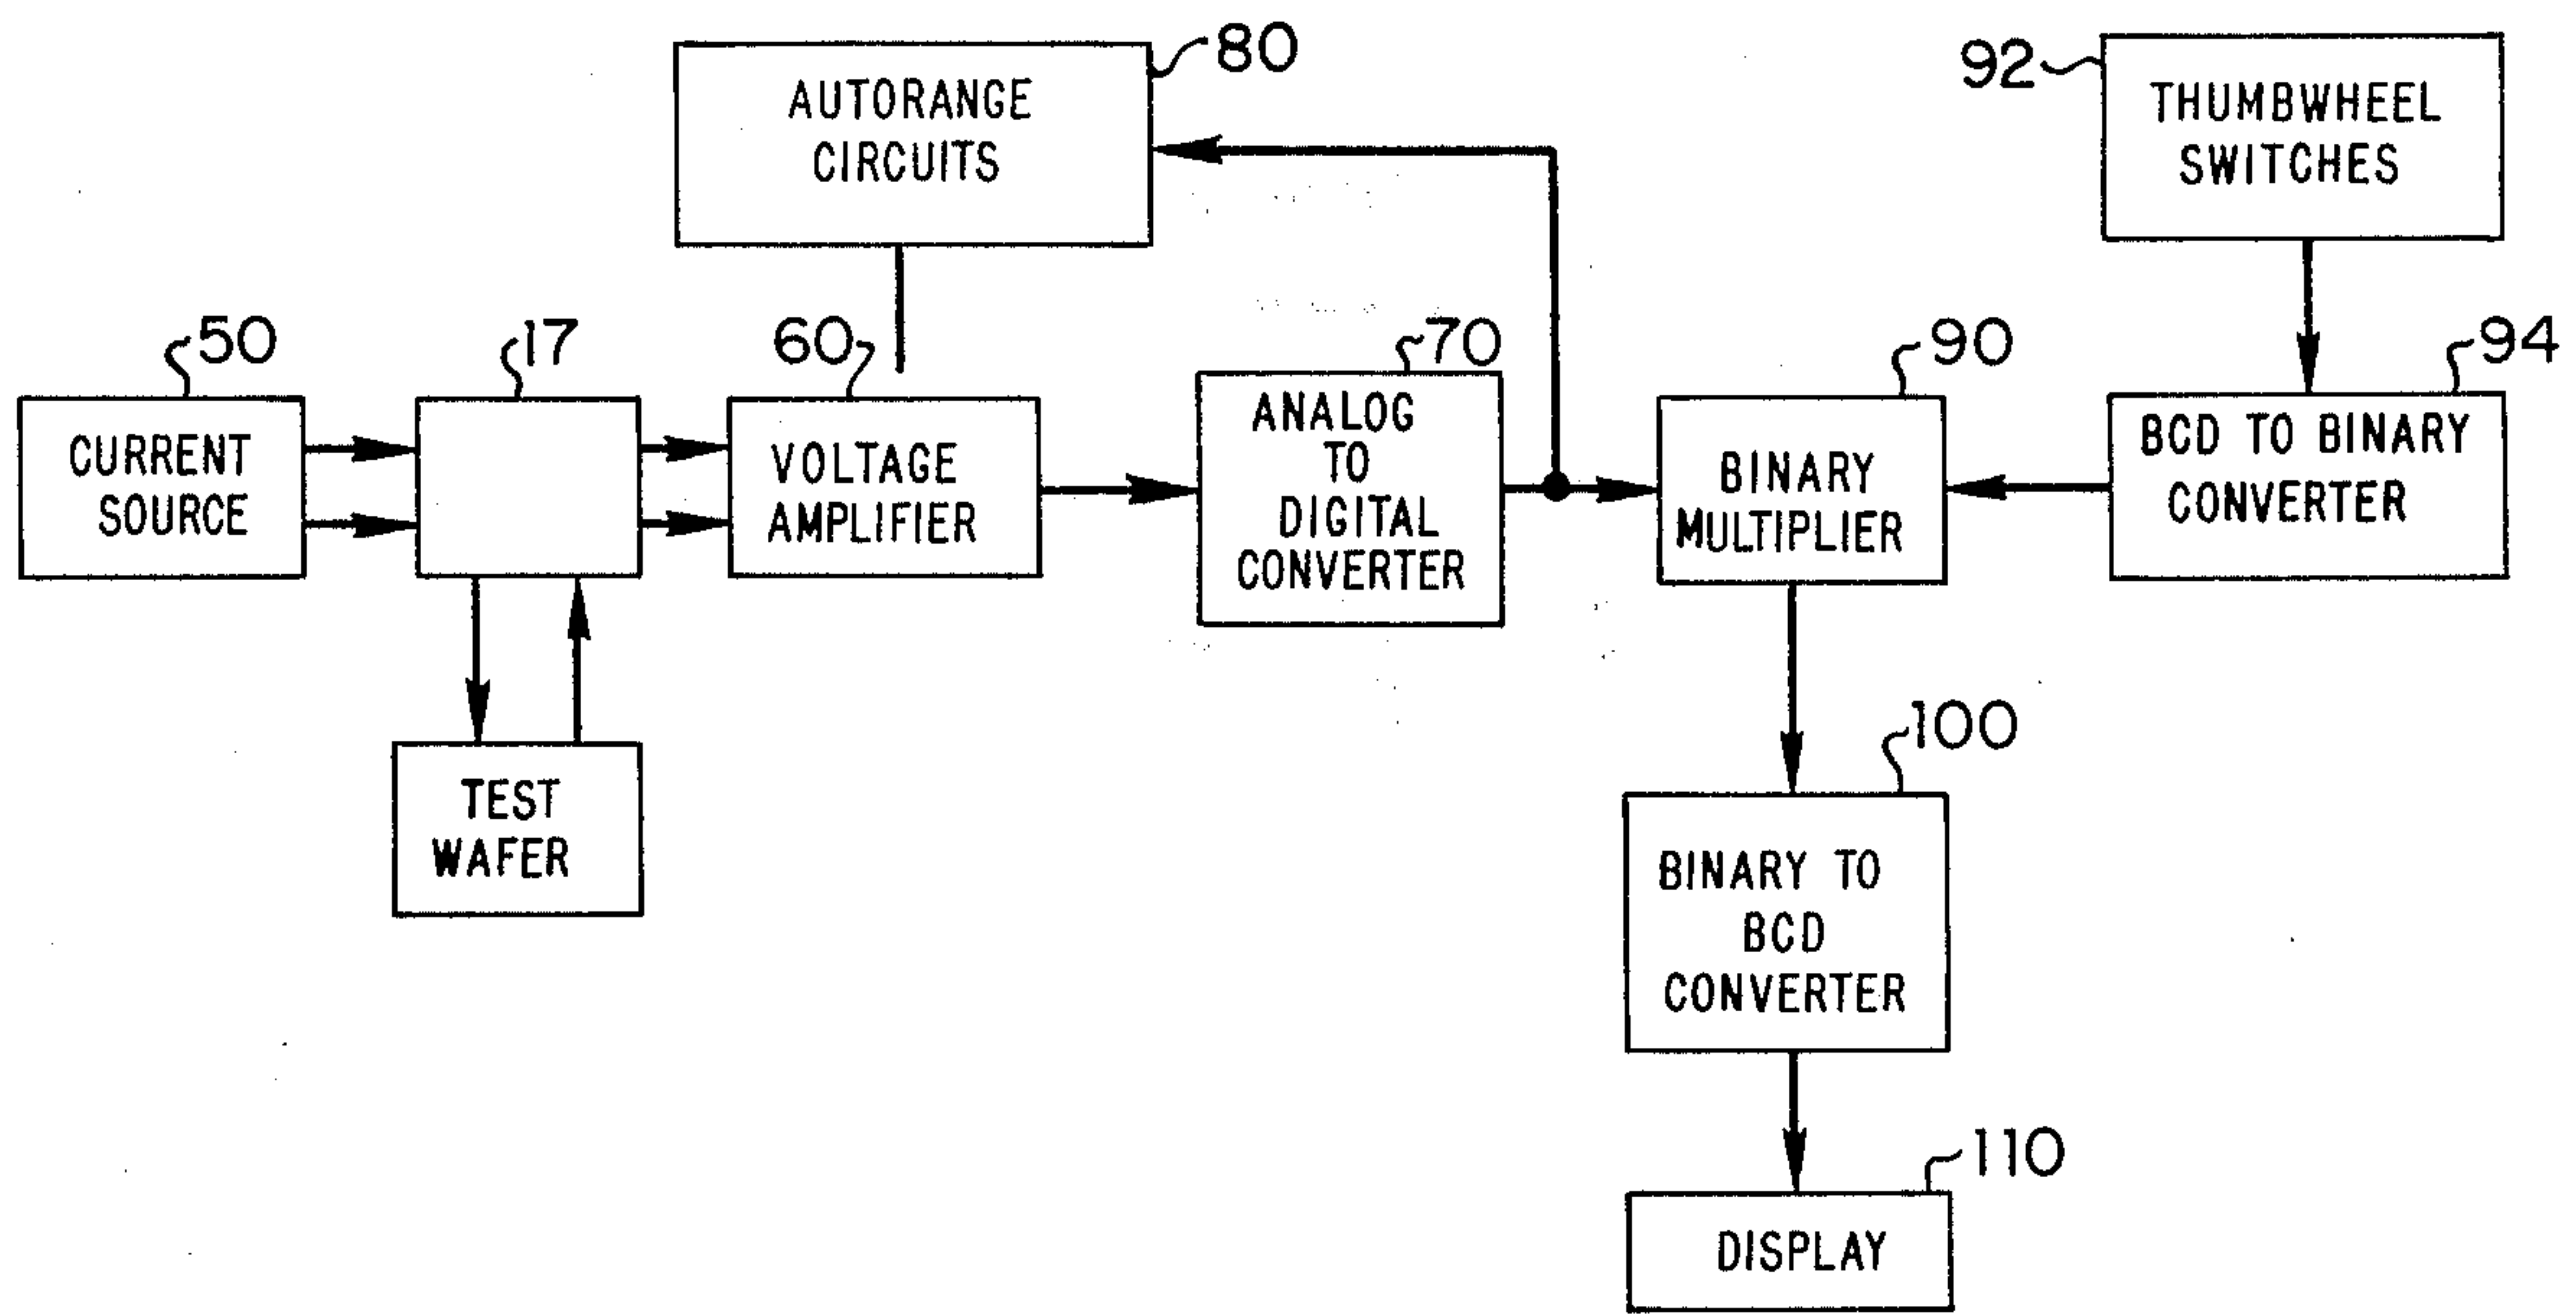 80
AUTORANGE
CIRCUITS
92
THUMBWHEEL
SWITCHES
50
CURRENT
SOURCE
17
60
VOLTAGE
AMPLIFIER
70
ANALOG
TO
DIGITAL
CONVERTER
90
BINARY
MULTIPLIER
94
BCD TO BINARY
CONVERTER
TEST
WAFER
100
BINARY TO
BCD
CONVERTER
110
DISPLAY